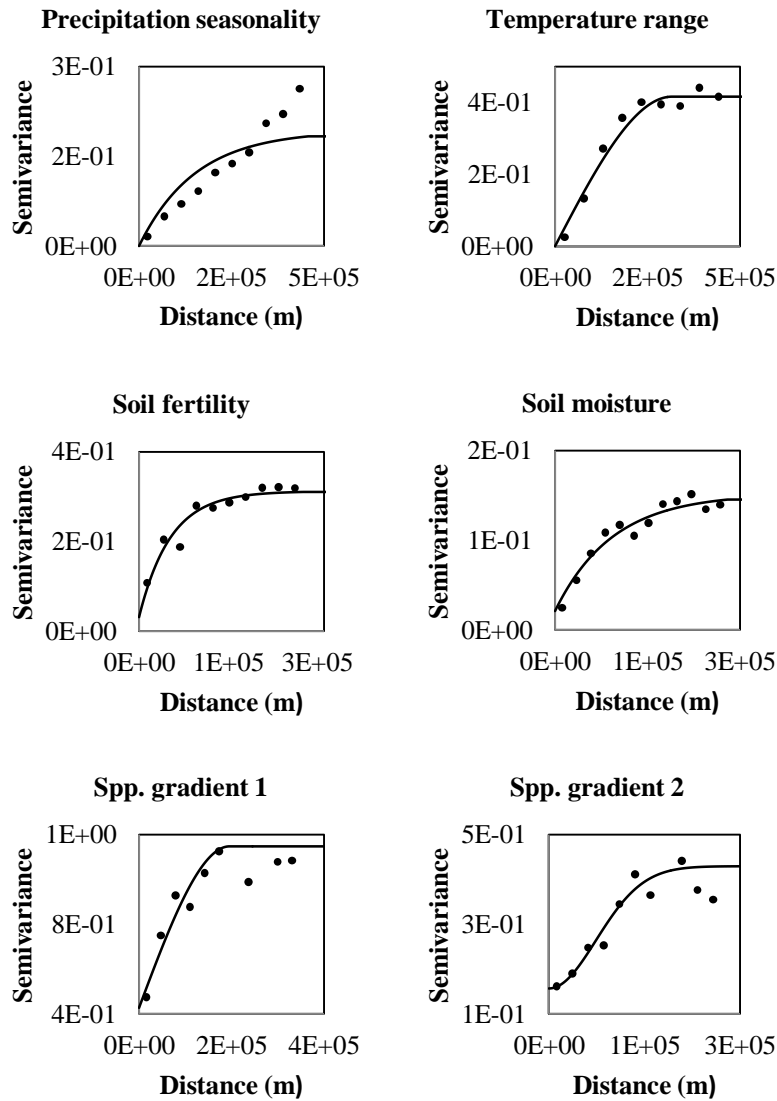 Precipitation seasonality
Semivariance
3E-01
2E-01
0E+00
0E+00 2E+05 5E+05
Distance (m)
Temperature range
Semivariance
4E-01
2E-01
0E+00
0E+00 2E+05 5E+05
Distance (m)
Soil fertility
Semivariance
4E-01
2E-01
0E+00
0E+00 1E+05 3E+05
Distance (m)
Soil moisture
Semivariance
2E-01
1E-01
0E+00
0E+00 1E+05 3E+05
Distance (m)
Spp. gradient 1
Semivariance
1E+00
8E-01
4E-01
0E+00 2E+05 4E+05
Distance (m)
Spp. gradient 2
Semivariance
5E-01
3E-01
1E-01
0E+00 1E+05 3E+05
Distance (m)